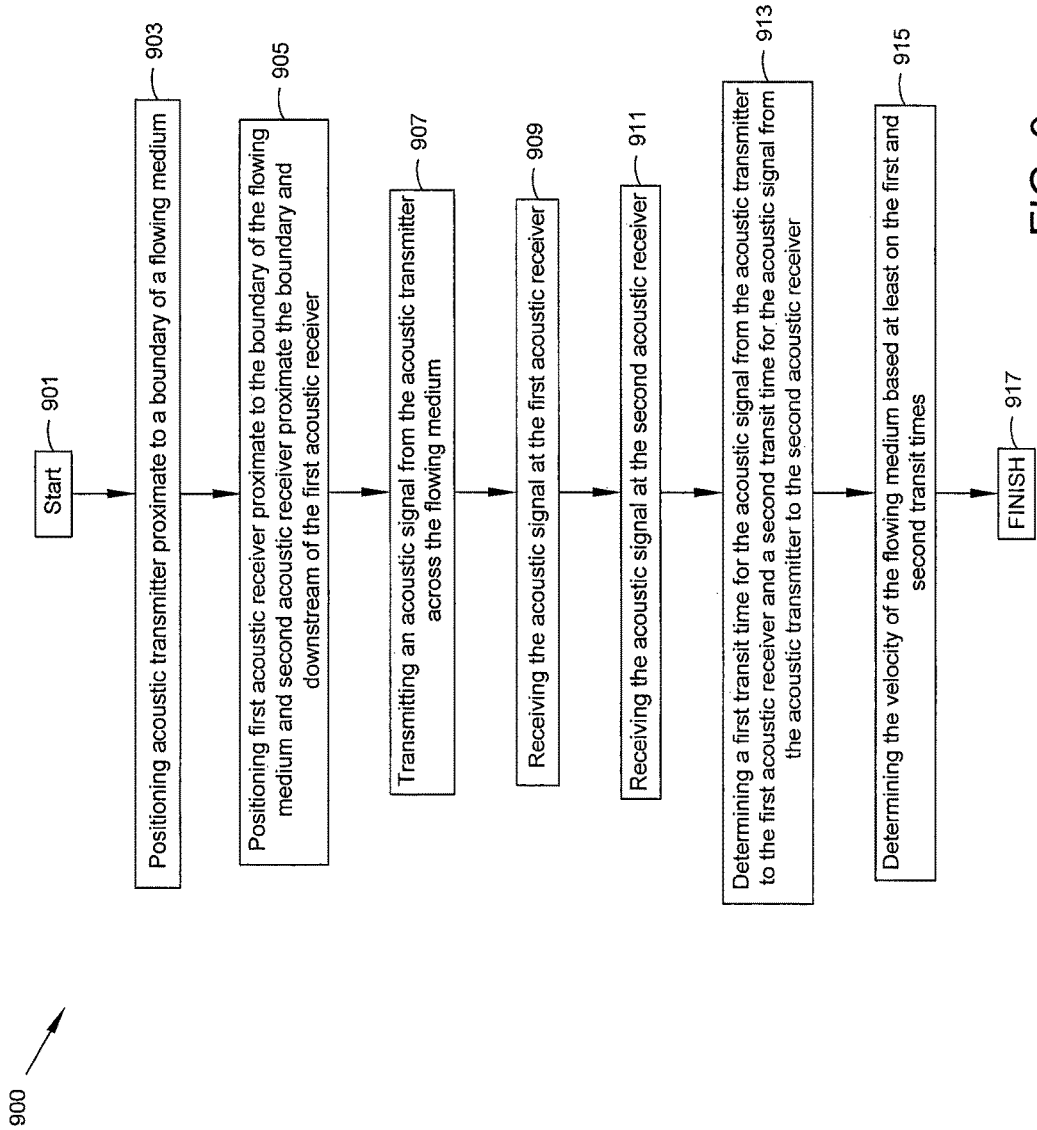 900
Start
901
Positioning acoustic transmitter proximate to a boundary of a flowing medium
903
Positioning first acoustic receiver proximate to the boundary of the flowing
medium and second acoustic receiver proximate the boundary and
downstream of the first acoustic receiver
905
Transmitting an acoustic signal from the acoustic transmitter
across the flowing medium
907
Receiving the acoustic signal at the first acoustic receiver
909
Receiving the acoustic signal at the second acoustic receiver
911
Determining a first transit time for the acoustic signal from the acoustic transmitter
to the first acoustic receiver and a second transit time for the acoustic signal from
the acoustic transmitter to the second acoustic receiver
913
Determining the velocity of the flowing medium based at least on the first and
second transit times
915
FINISH
917
FIG.